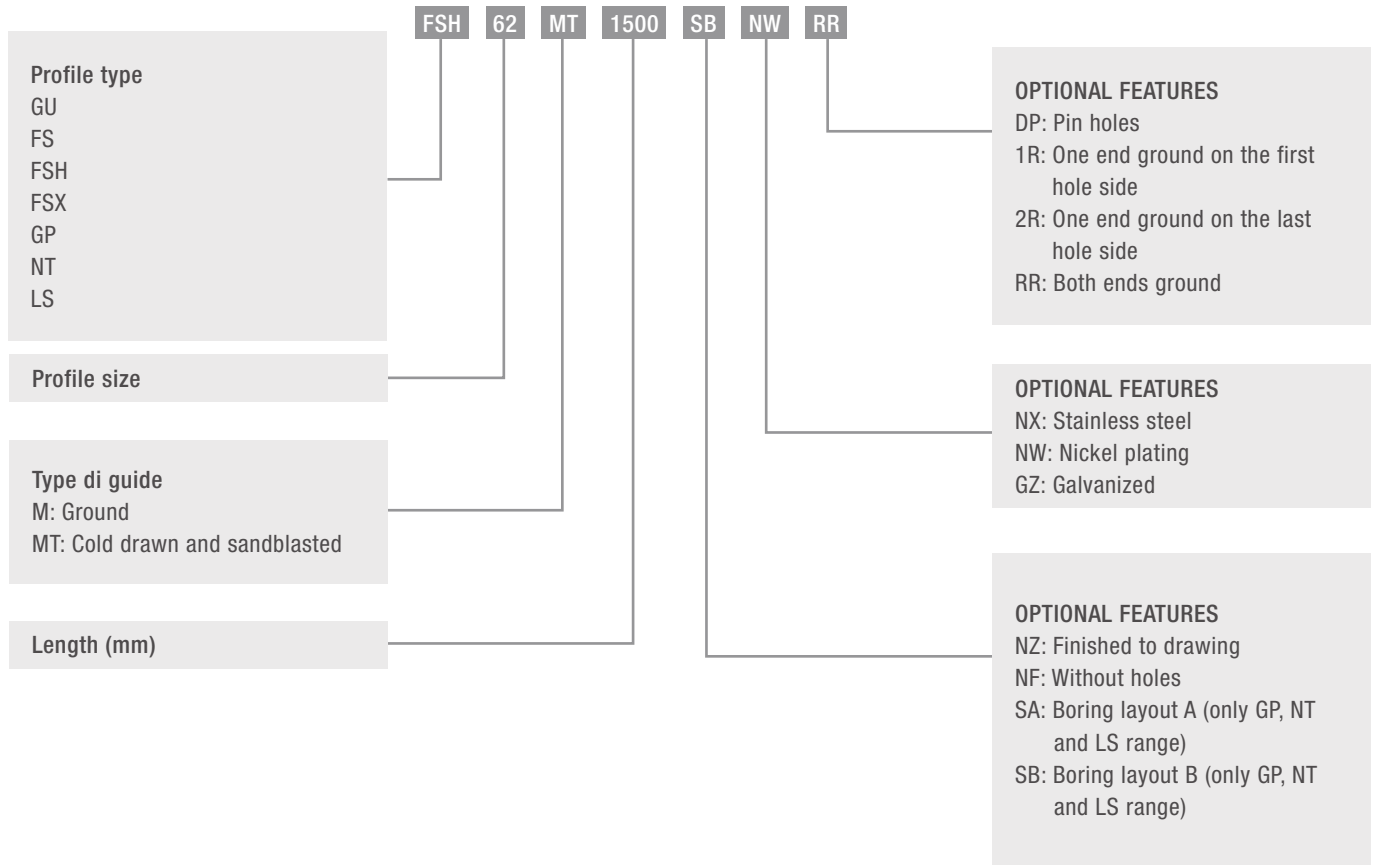 FSH 62 MT 1500 SB NW RR
Profile type
GU
FS
FSH
FSX
GP
NT
LS
Profile size
Type di guide
M: Ground
MT: Cold drawn and sandblasted
Length (mm)
OPTIONAL FEATURES
DP: Pin holes
1R: One end ground on the first
hole side
2R: One end ground on the last
hole side
RR: Both ends ground
OPTIONAL FEATURES
NX: Stainless steel
NW: Nickel plating
GZ: Galvanized
OPTIONAL FEATURES
NZ: Finished to drawing
NF: Without holes
SA: Boring layout A (only GP, NT
and LS range)
SB: Boring layout B (only GP, NT
and LS range)